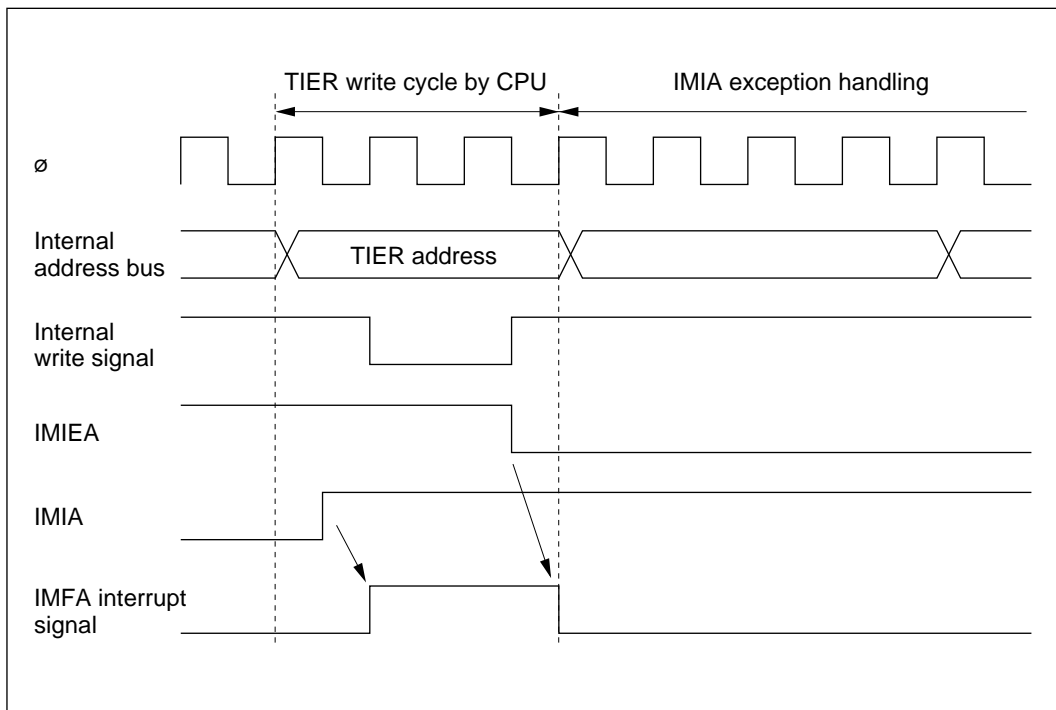 TIER write cycle by CPU
IMIA exception handling
ø
Internal
address bus
TIER address
Internal
write signal
IMIEA
IMIA
IMFA interrupt
signal